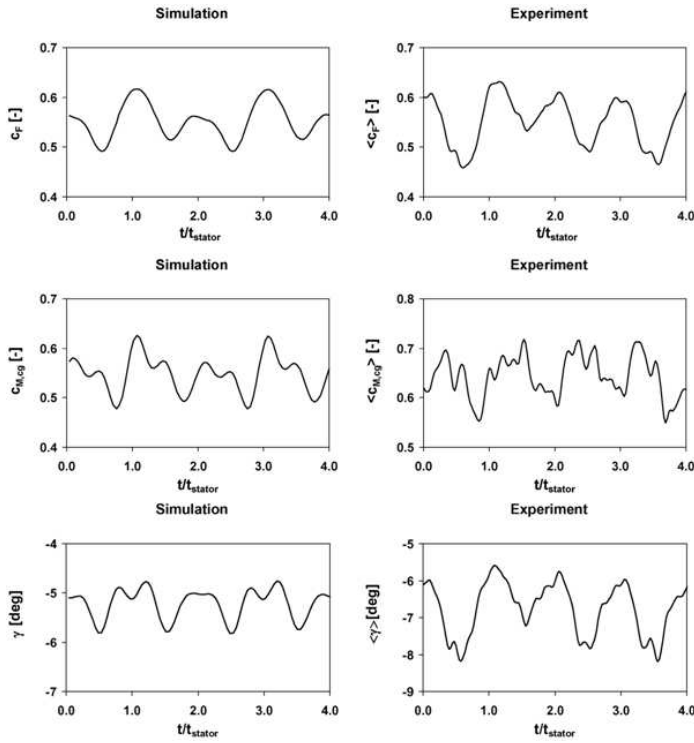 Simulation
0.7
0.6
0.5
0.4
c_F [-]
0.0 1.0 2.0 3.0 4.0
t/t_stator
Experiment
0.7
0.6
0.5
0.4
<c_F> [-]
0.0 1.0 2.0 3.0 4.0
t/t_stator
Simulation
0.7
0.6
0.5
0.4
c_M,cg [-]
0.0 1.0 2.0 3.0 4.0
t/t_stator
Experiment
0.8
0.7
0.6
0.5
<c_M,cg> [-]
0.0 1.0 2.0 3.0 4.0
t/t_stator
Simulation
-4
-5
-6
-7
γ [deg]
0.0 1.0 2.0 3.0 4.0
t/t_stator
Experiment
-5
-6
-7
-8
-9
<γ>[deg]
0.0 1.0 2.0 3.0 4.0
t/t_stator